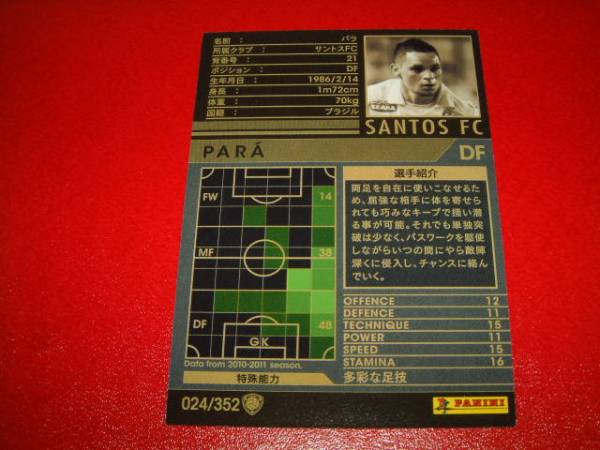 名前： パラ
所属クラブ： サントスFC
背番号： 21
ポジション： DF
生年月日： 1986/2/14
身長： 1m72cm
体重： 70kg
国籍： ブラジル
SEARA
SANTOS FC
PARÁ DF
FW 14
MF 38
DF 48
GK
Data from 2010-2011 season.
選手紹介
両足を自在に使いこなせるた
め、屈強な相手に体を寄せら
れても巧みなキープで掻い潜
る事が可能。それでも単独突
破は少なく、パスワークを駆使
しながらいつの間にやら敵陣
深くに侵入し、チャンスに絡ん
でいく。
OFFENCE 12
DEFENCE 11
TECHNIQUE 15
POWER 11
SPEED 15
STAMINA 16
特殊能力 多彩な足技
024/352 PANINI